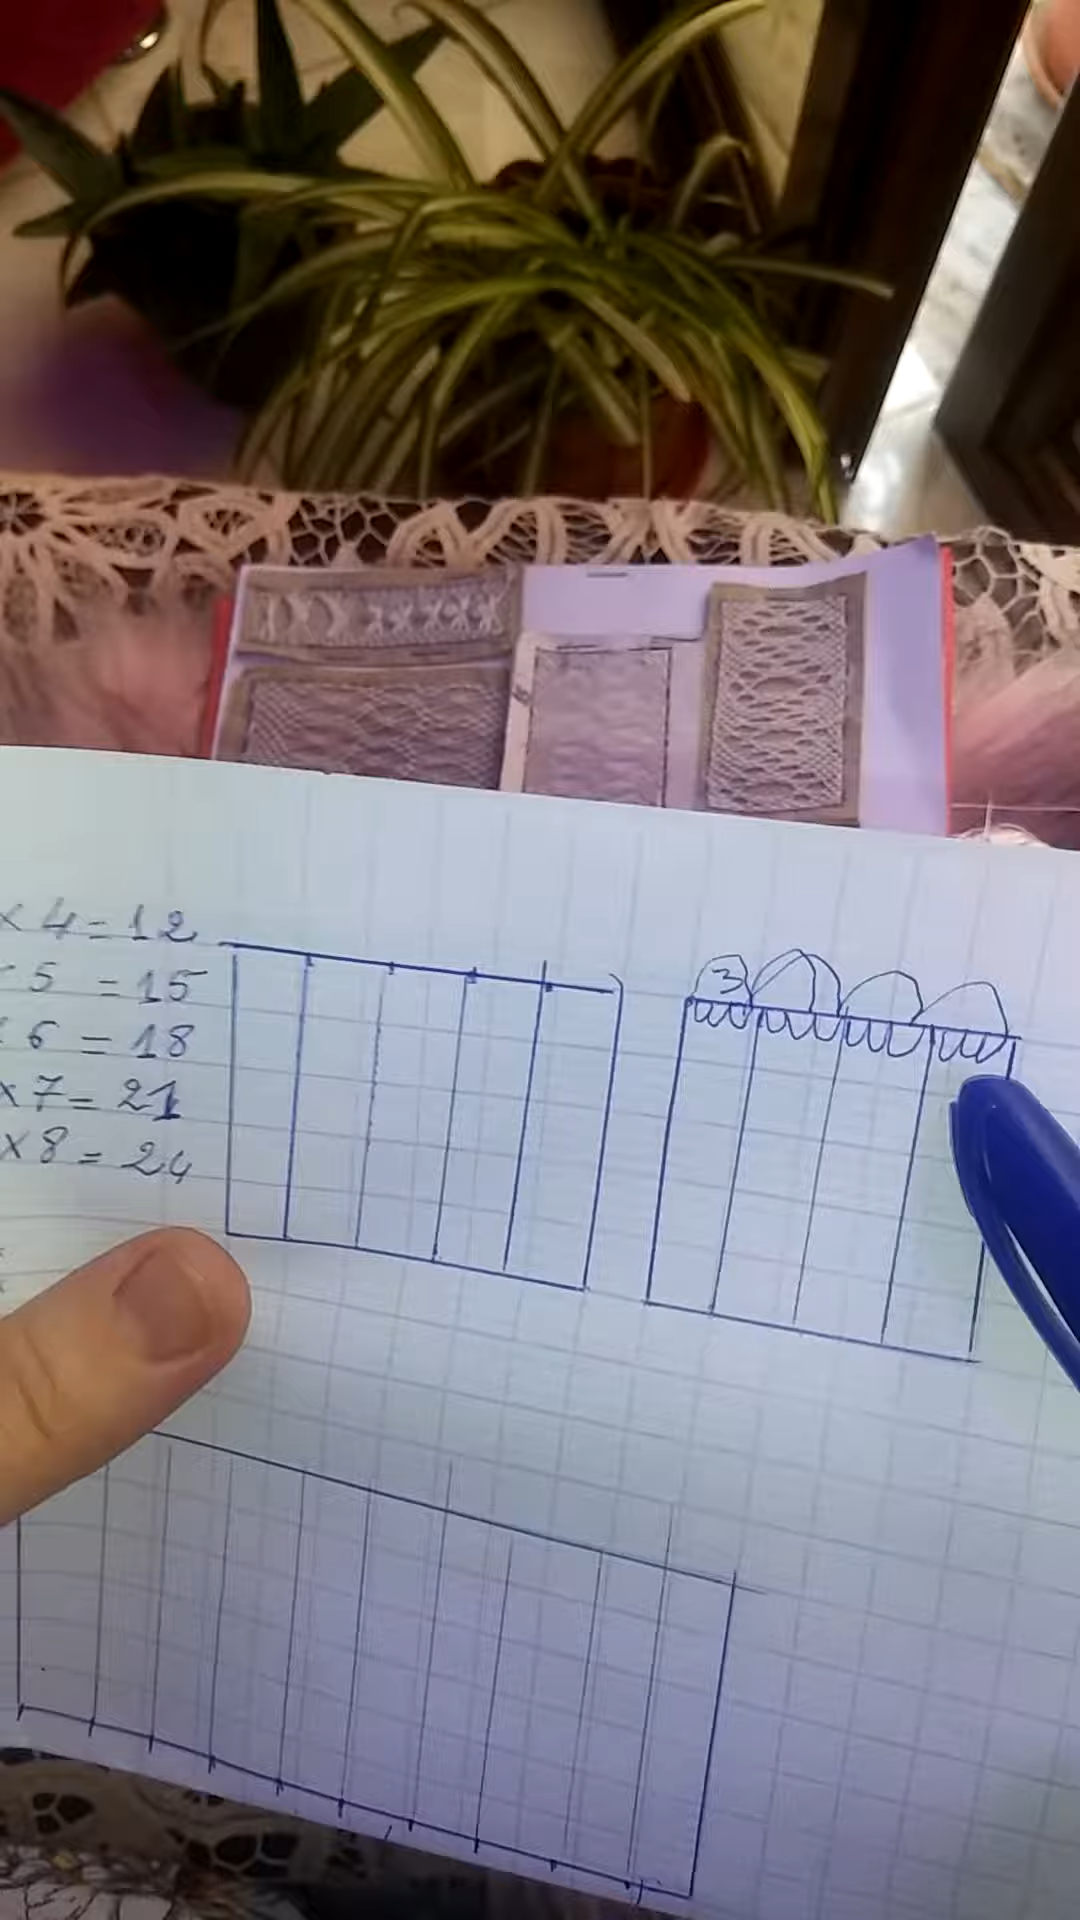 × 4 = 12
× 5 = 15
× 6 = 18
× 7 = 21
× 8 = 24
3